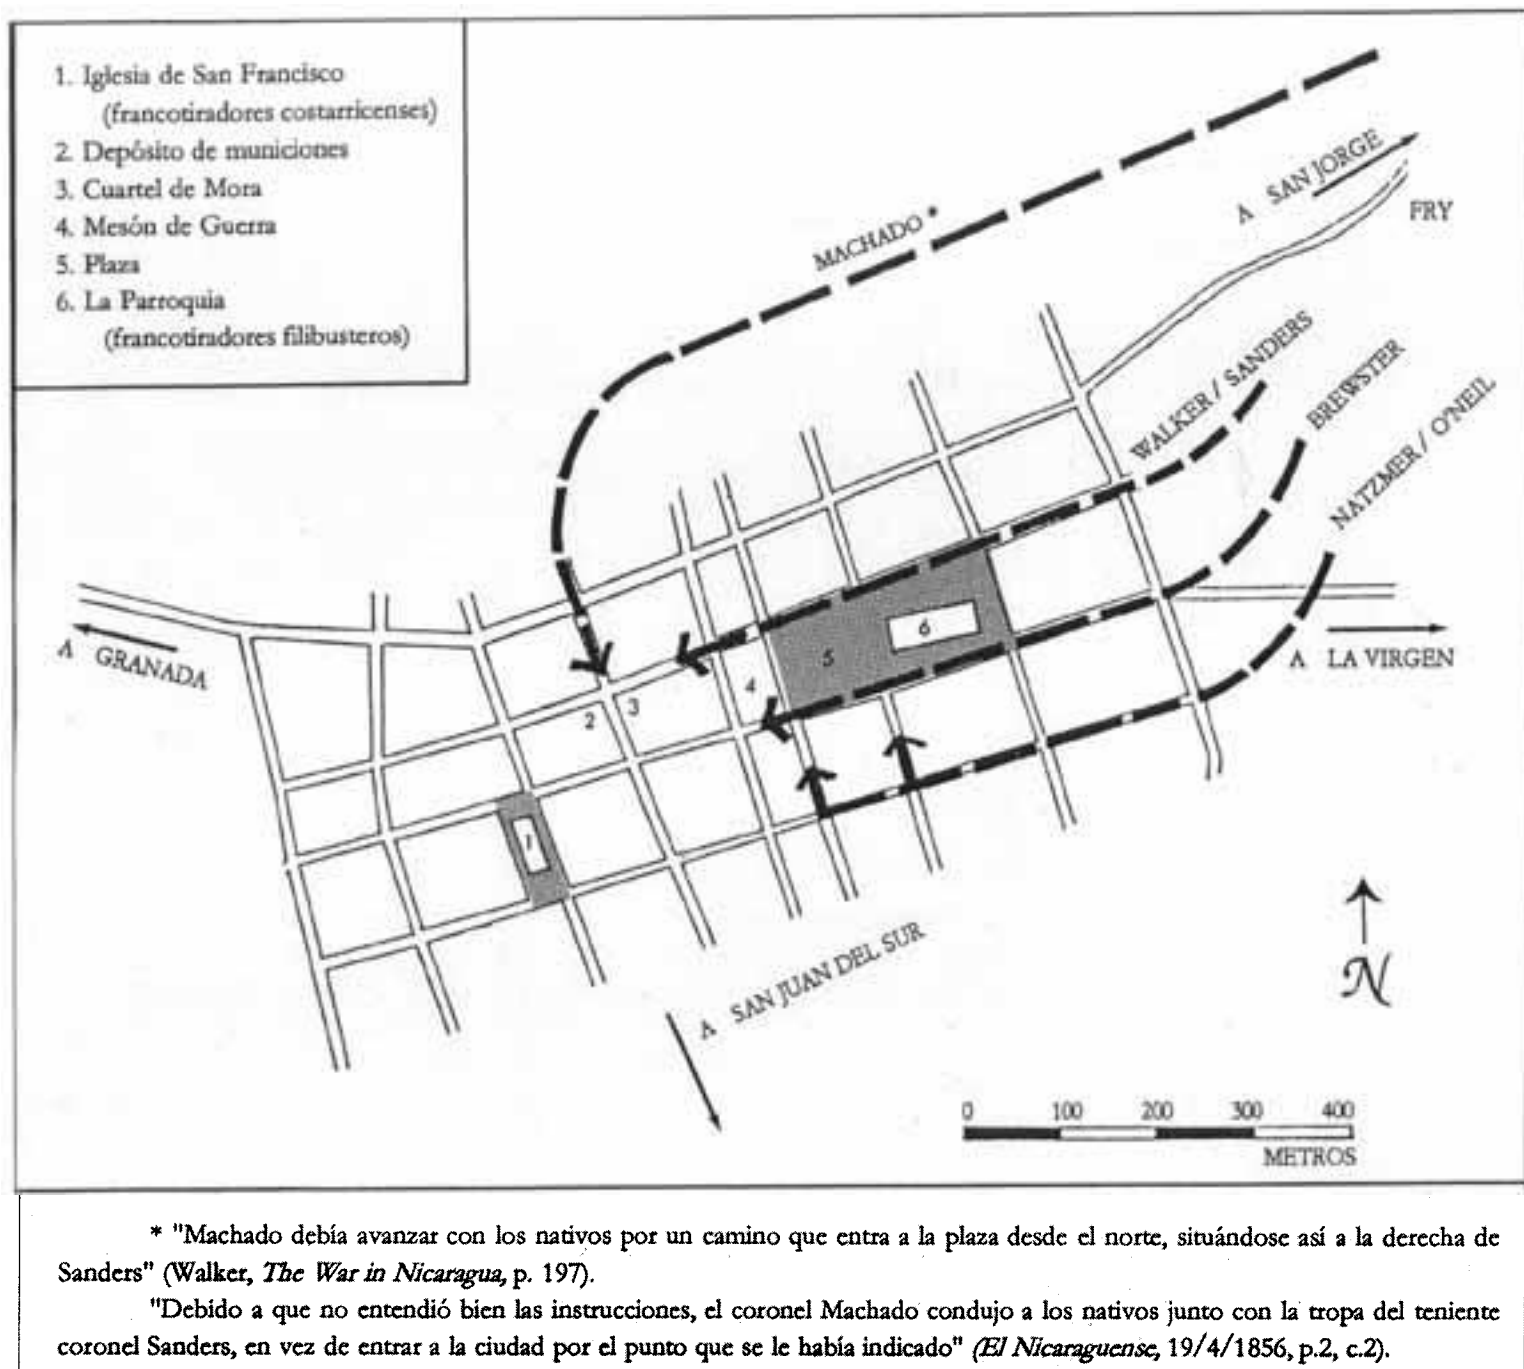 1. Iglesia de San Francisco
(francotiradores costarricenses)
2. Depósito de municiones
3. Cuartel de Mora
4. Mesón de Guerra
5. Plaza
6. La Parroquia
(francotiradores filibusteros)
MACHADO *
A SAN JORGE
FRY
WALKER / SANDERS
BREWSTER
NATZMER / O'NEIL
A GRANADA
6
5
4
3
2
1
A LA VIRGEN
A SAN JUAN DEL SUR
N
0 100 200 300 400
METROS
* "Machado debía avanzar con los nativos por un camino que entra a la plaza desde el norte, situándose así a la derecha de
Sanders" (Walker, The War in Nicaragua, p. 197).
"Debido a que no entendió bien las instrucciones, el coronel Machado condujo a los nativos junto con la tropa del teniente
coronel Sanders, en vez de entrar a la ciudad por el punto que se le había indicado" (El Nicaraguense, 19/4/1856, p.2, c.2).